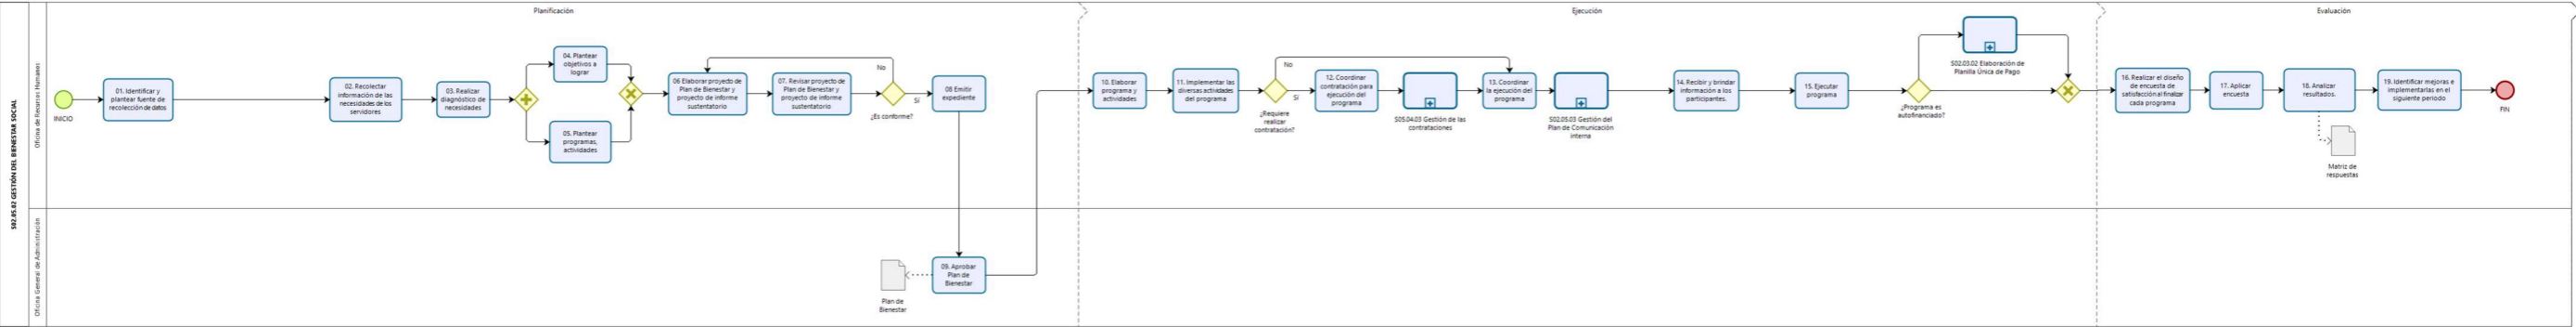 S02.05.02 GESTIÓN DEL BIENESTAR SOCIAL
Oficina de Recursos Humanos
Oficina General de Administración
Planificación
Ejecución
Evaluación
INICIO
01. Identificar y
plantear fuente de
recolección de datos
02. Recolectar
información de las
necesidades de los
servidores
03. Realizar
diagnóstico de
necesidades
04. Plantear
objetivos a
lograr
05. Plantear
programas,
actividades
06 Elaborar proyecto de
Plan de Bienestar y
proyecto de informe
sustentatorio
07. Revisar proyecto de
Plan de Bienestar y
proyecto de informe
sustentatorio
No
Sí
¿Es conforme?
08 Emitir
expediente
09. Aprobar
Plan de
Bienestar
Plan de
Bienestar
10. Elaborar
programa y
actividades
11. Implementar las
diversas actividades
del programa
No
Sí
¿Requiere
realizar
contratación?
12. Coordinar
contratación para
ejecución del
programa
S05.04.03 Gestión de las
contrataciones
13. Coordinar
la ejecución del
programa
S02.05.03 Gestión del
Plan de Comunicación
interna
14. Recibir y brindar
información a los
participantes.
15. Ejecutar
programa
¿Programa es
autofinanciado?
S02.03.02 Elaboración de
Planilla Única de Pago
16. Realizar el diseño
de encuesta de
satisfacción al finalizar
cada programa
17. Aplicar
encuesta
18. Analizar
resultados.
Matriz de
respuestas
19. Identificar mejoras e
implementarlas en el
siguiente periodo
FIN